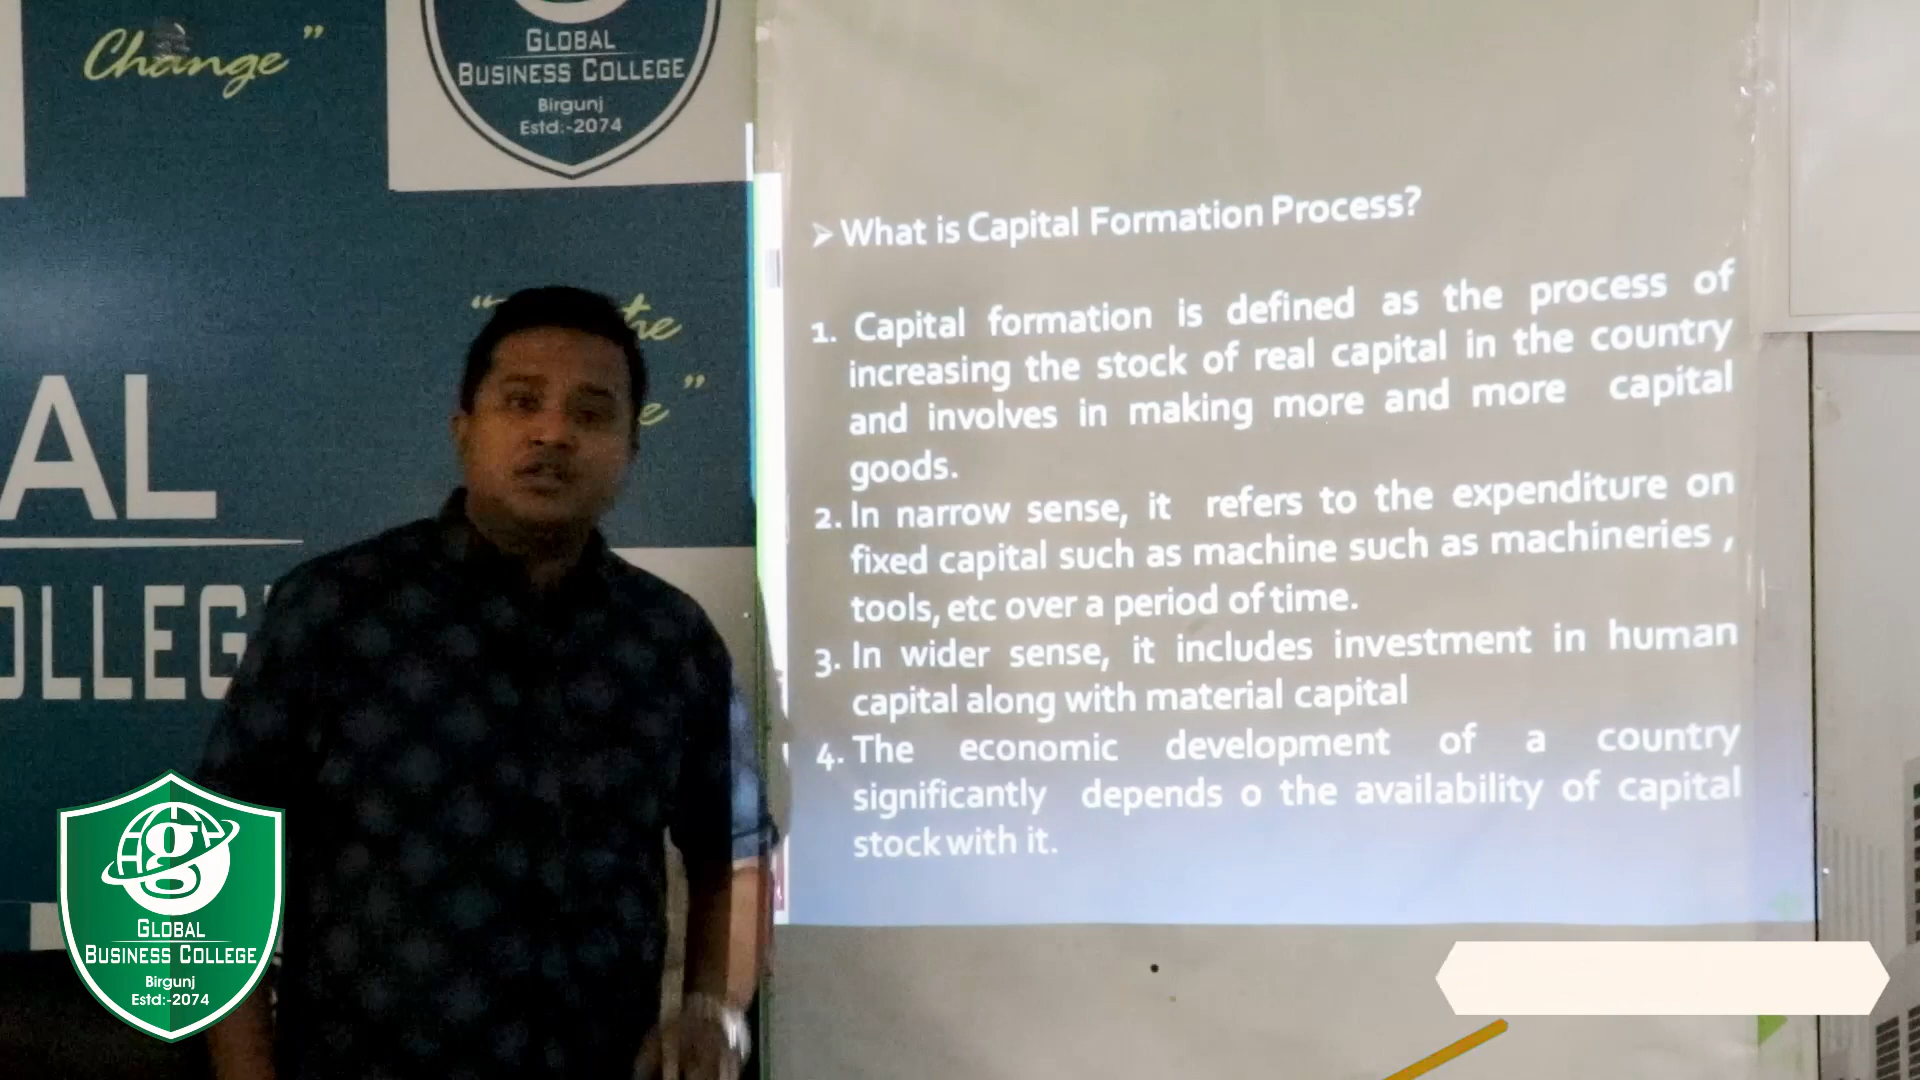 Change”
GLOBAL
BUSINESS COLLEGE
Birgunj
Estd:-2074
AL
OLLEG
➢ What is Capital Formation Process?
1. Capital formation is defined as the process of
increasing the stock of real capital in the country
and involves in making more and more capital
goods.
2. In narrow sense, it refers to the expenditure on
fixed capital such as machine such as machineries ,
tools, etc over a period of time.
3. In wider sense, it includes investment in human
capital along with material capital
4. The economic development of a country
significantly depends o the availability of capital
stock with it.
g
GLOBAL
BUSINESS COLLEGE
Birgunj
Estd:-2074